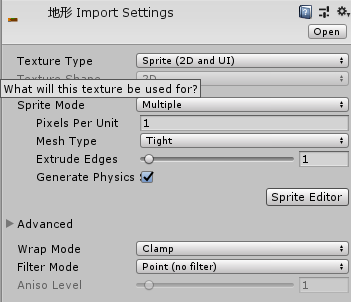 地形 Import Settings
Open
Texture Type Sprite (2D and UI)
Texture Shape 2D
What will this texture be used for?
Sprite Mode Multiple
Pixels Per Unit 1
Mesh Type Tight
Extrude Edges 1
Generate Physics
Sprite Editor
Advanced
Wrap Mode Clamp
Filter Mode Point (no filter)
Aniso Level 1